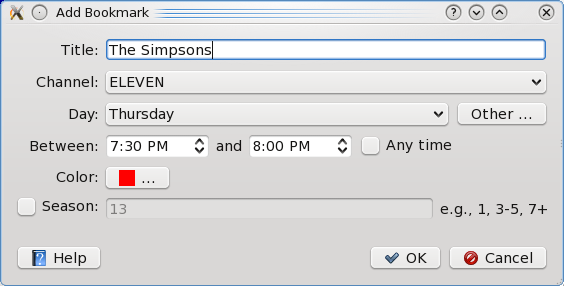 Add Bookmark
Title: The Simpsons
Channel: ELEVEN
Day: Thursday Other ...
Between: 7:30 PM and 8:00 PM Any time
Color: ...
Season: 13 e.g., 1, 3-5, 7+
Help OK Cancel